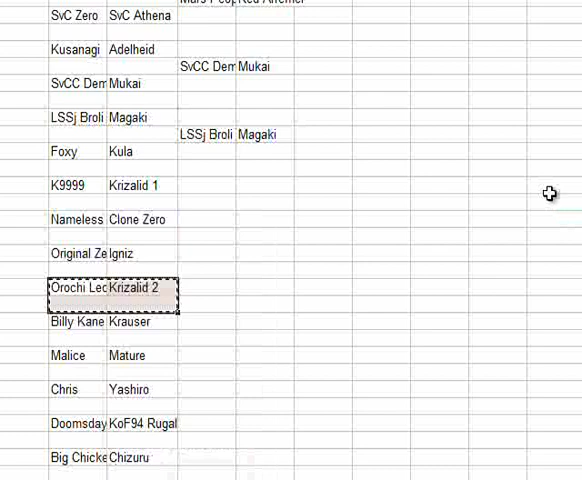 SvC Zero SvC Athena
Kusanagi Adelheid
SvCC Dem Mukai
SvCC Dem Mukai
LSSj Broli Magaki
LSSj Broli Magaki
Foxy Kula
K9999 Krizalid 1
Nameless Clone Zero
Original Ze Igniz
Orochi Leo Krizalid 2
Billy Kane Krauser
Malice Mature
Chris Yashiro
Doomsday KoF94 Rugal
Big Chicke Chizuru